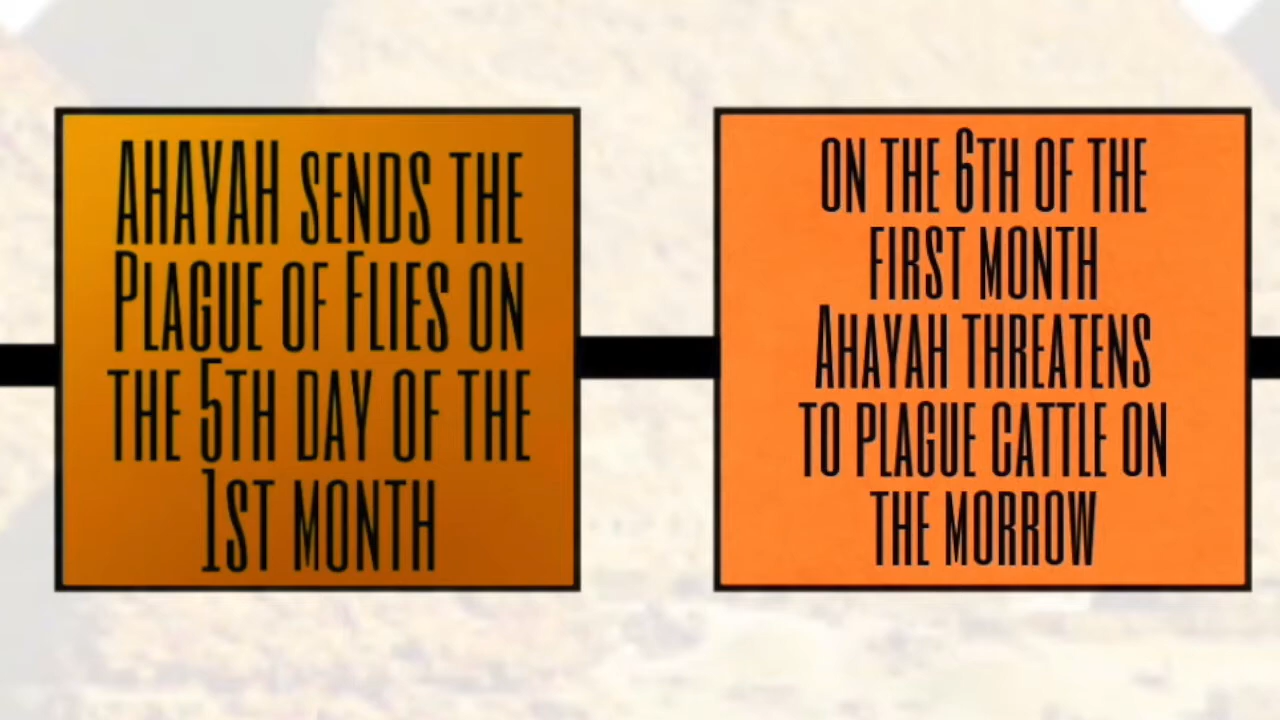 AHAYAH SENDS THE
PLAGUE OF FLIES ON
THE 5TH DAY OF THE
1ST MONTH
ON THE 6TH OF THE
FIRST MONTH
AHAYAH THREATENS
TO PLAGUE CATTLE ON
THE MORROW